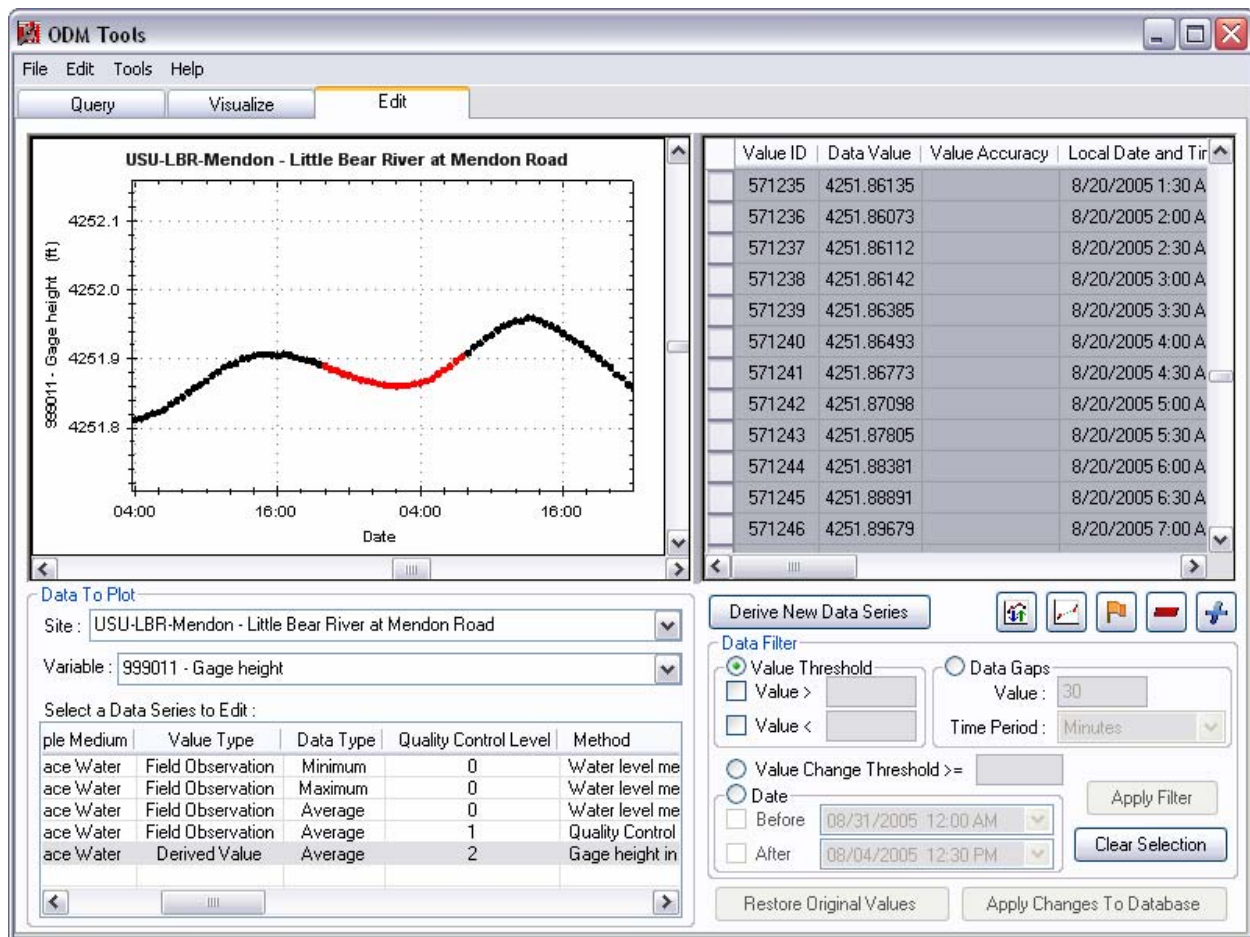 ODM Tools
File Edit Tools Help
Query Visualize Edit
USU-LBR-Mendon - Little Bear River at Mendon Road
999011 - Gage height (ft)
4252.1
4252.0
4251.9
4251.8
04:00 16:00 04:00 16:00
Date
Value ID Data Value Value Accuracy Local Date and Tir
571235 4251.86135 8/20/2005 1:30 A
571236 4251.86073 8/20/2005 2:00 A
571237 4251.86112 8/20/2005 2:30 A
571238 4251.86142 8/20/2005 3:00 A
571239 4251.86385 8/20/2005 3:30 A
571240 4251.86493 8/20/2005 4:00 A
571241 4251.86773 8/20/2005 4:30 A
571242 4251.87098 8/20/2005 5:00 A
571243 4251.87805 8/20/2005 5:30 A
571244 4251.88381 8/20/2005 6:00 A
571245 4251.88891 8/20/2005 6:30 A
571246 4251.89679 8/20/2005 7:00 A
Data To Plot
Site : USU-LBR-Mendon - Little Bear River at Mendon Road
Variable : 999011 - Gage height
Select a Data Series to Edit :
ple Medium Value Type Data Type Quality Control Level Method
ace Water Field Observation Minimum 0 Water level me
ace Water Field Observation Maximum 0 Water level me
ace Water Field Observation Average 0 Water level me
ace Water Field Observation Average 1 Quality Control
ace Water Derived Value Average 2 Gage height in
Derive New Data Series
Data Filter
Value Threshold
Value >
Value <
Data Gaps
Value : 30
Time Period : Minutes
Value Change Threshold >=
Date
Before 08/31/2005 12:00 AM
After 08/04/2005 12:30 PM
Apply Filter
Clear Selection
Restore Original Values Apply Changes To Database